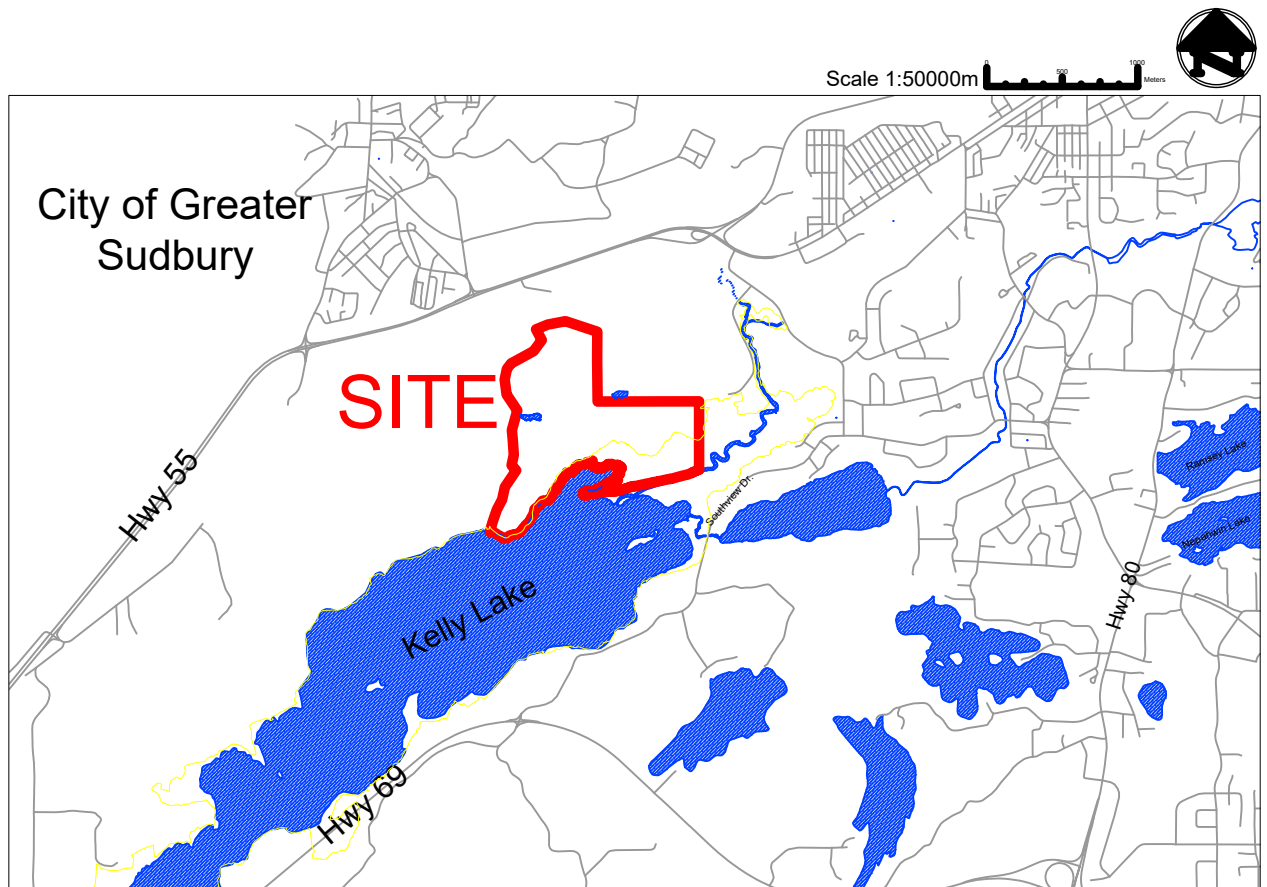 0
500
1000
Scale 1:50000m
Meters
N
City of Greater
Sudbury
SITE
Hwy 55
Ramsey Lake
Southview Dr.
Nepahwin Lake
Hwy 80
Kelly Lake
Hwy 69